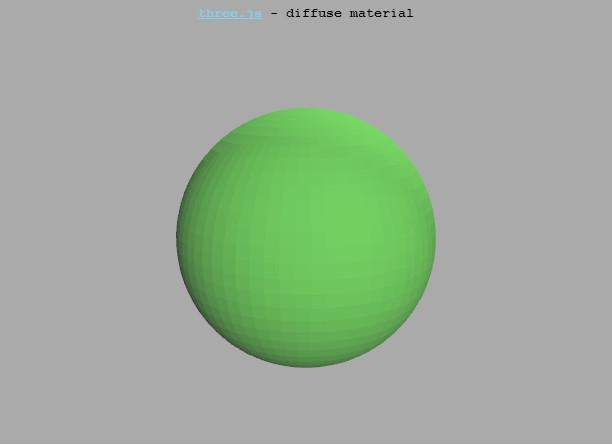 three.js - diffuse material